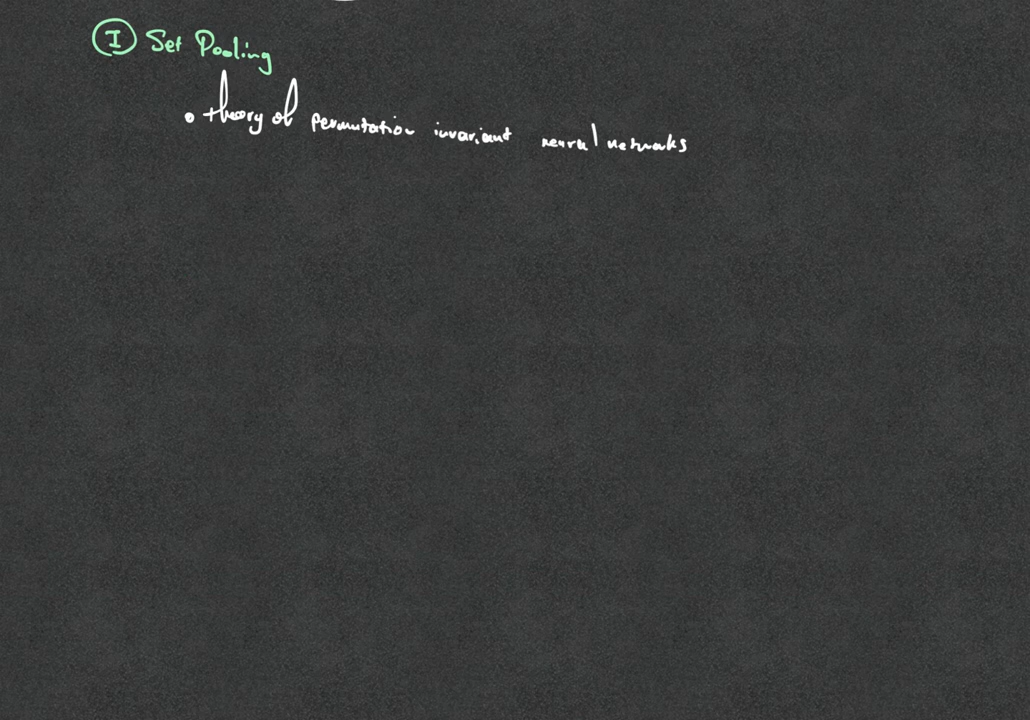 I Set Pooling
• theory of permutation invariant neural networks